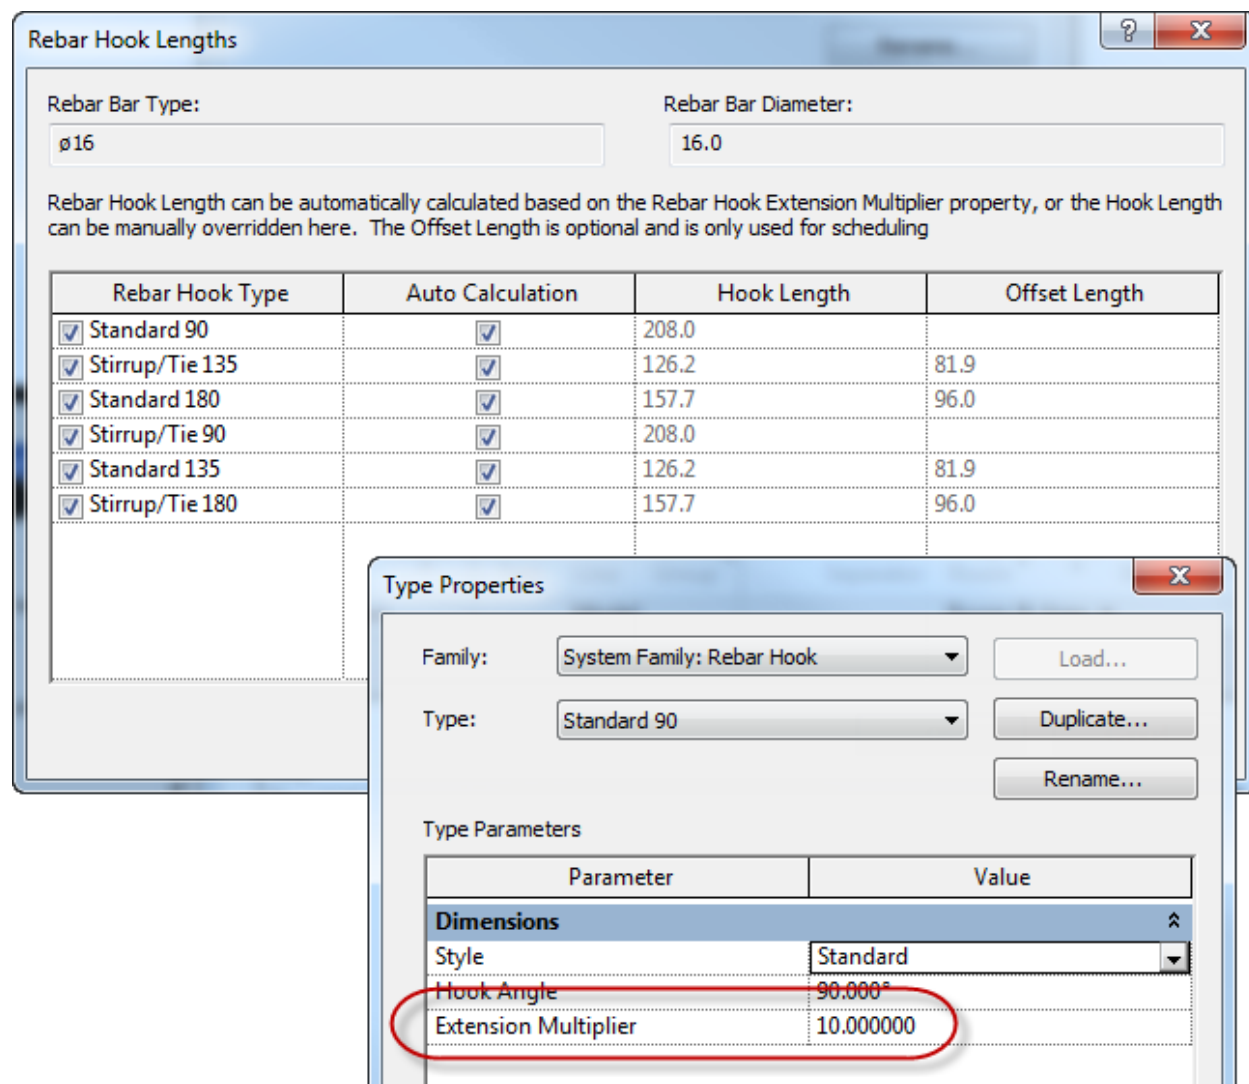 Rebar Hook Lengths
Rebar Bar Type:
Rebar Bar Diameter:
ø16
16.0
Rebar Hook Length can be automatically calculated based on the Rebar Hook Extension Multiplier property, or the Hook Length
can be manually overridden here.  The Offset Length is optional and is only used for scheduling
Rebar Hook Type Auto Calculation Hook Length Offset Length
Standard 90 208.0
Stirrup/Tie 135 126.2 81.9
Standard 180 157.7 96.0
Stirrup/Tie 90 208.0
Standard 135 126.2 81.9
Stirrup/Tie 180 157.7 96.0
Type Properties
Family: System Family: Rebar Hook Load...
Type: Standard 90 Duplicate...
Rename...
Type Parameters
Parameter Value
Dimensions
Style Standard
Hook Angle 90.000°
Extension Multiplier 10.000000